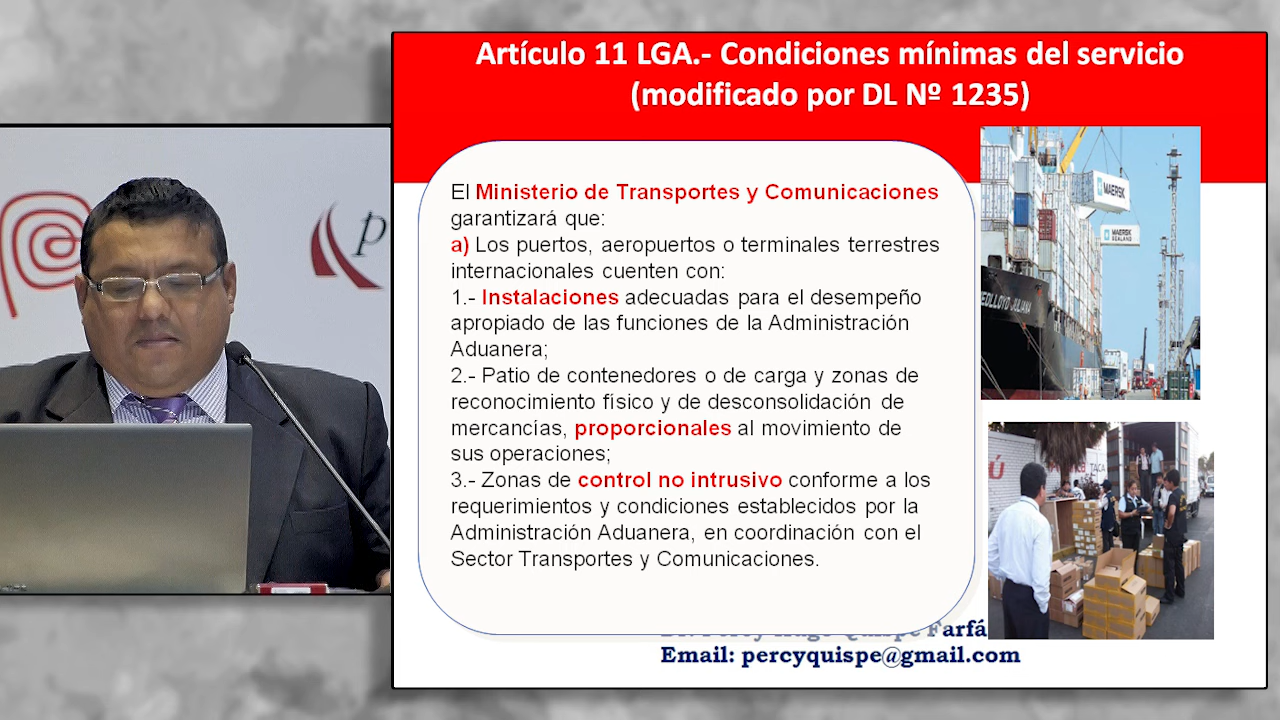 Artículo 11 LGA.- Condiciones mínimas del servicio
(modificado por DL Nº 1235)
El Ministerio de Transportes y Comunicaciones
garantizará que:
a) Los puertos, aeropuertos o terminales terrestres
internacionales cuenten con:
1.- Instalaciones adecuadas para el desempeño
apropiado de las funciones de la Administración
Aduanera;
2.- Patio de contenedores o de carga y zonas de
reconocimiento físico y de desconsolidación de
mercancías, proporcionales al movimiento de
sus operaciones;
3.- Zonas de control no intrusivo conforme a los
requerimientos y condiciones establecidos por la
Administración Aduanera, en coordinación con el
Sector Transportes y Comunicaciones.
Email: percyquispe@gmail.com
MAERSK
MAERSK
SEALAND
p